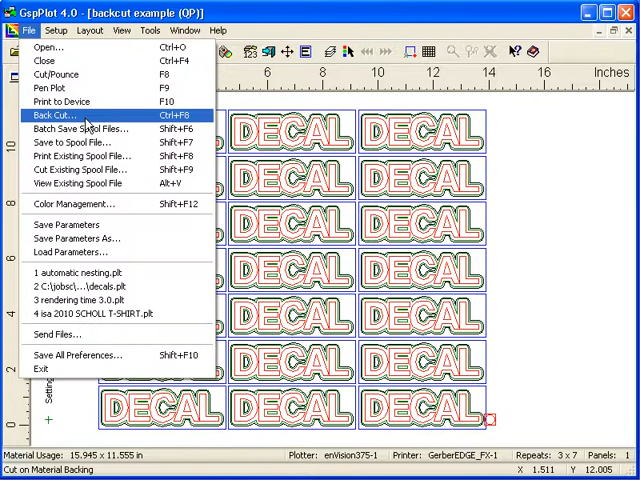 GspPlot 4.0 - [backcut example (QP)]
File Setup Layout View Tools Window Help
Open... Ctrl+O
Close Ctrl+F4
Cut/Pounce F8
Pen Plot F9
Print to Device F10
Back Cut... Ctrl+F8
Batch Save Spool Files... Shift+F6
Save to Spool File... Shift+F7
Print Existing Spool File... Shift+F8
Cut Existing Spool File... Shift+F9
View Existing Spool File Alt+V
Color Management... Shift+F12
Save Parameters
Save Parameters As...
Load Parameters...
1 automatic nesting.plt
2 C:\jobsc\...\decals.plt
3 rendering time 3.0.plt
4 isa 2010 SCHOLL T-SHIRT.plt
Send Files...
Save All Preferences... Shift+F10
Exit
6 8 10 12 14 Inches
10
8
6
4
2
0
Setting
DECAL DECAL
DECAL DECAL
DECAL DECAL
DECAL DECAL
DECAL DECAL
DECAL DECAL
DECAL DECAL DECAL
Material Usage: 15.945 x 11.555 in Plotter: enVision375-1 Printer: GerberEDGE_FX-1 Repeats: 3 x 7 Panels: 1
Cut on Material Backing X 1.511 Y 12.005